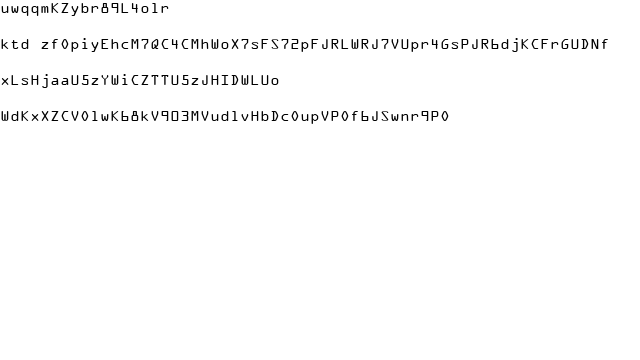 uwqqmKZybr89L4olr
ktd zf0piyEhcM7QC4CMhWoX7sFS72pFJRLWRJ7VUpr4GsPJR6djKCFrGUDNf
xLsHjaaU5zYWiCZTTU5zJHIDWLUo
WdKxXZCV0lwK68kV9O3MVudlvHbDc0upVP0f6JSwnr9P0